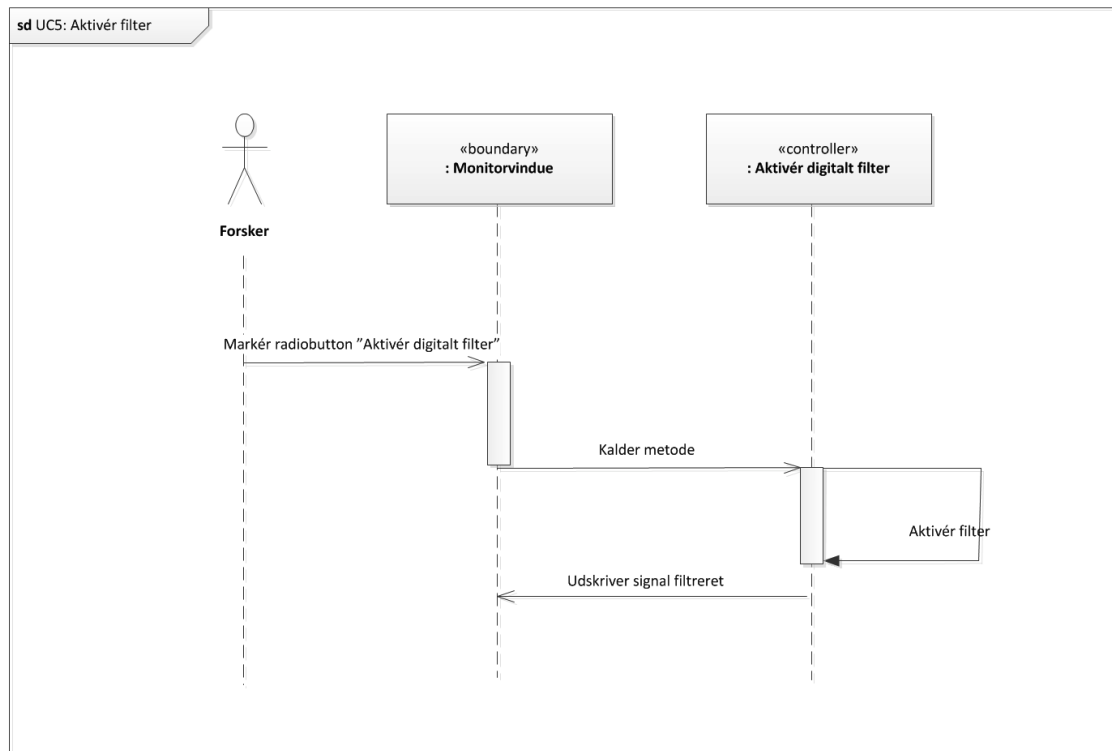 sd UC5: Aktivér filter
«boundary»
: Monitorvindue
«controller»
: Aktivér digitalt filter
Forsker
Markér radiobutton ”Aktivér digitalt filter”
Kalder metode
Aktivér filter
Udskriver signal filtreret